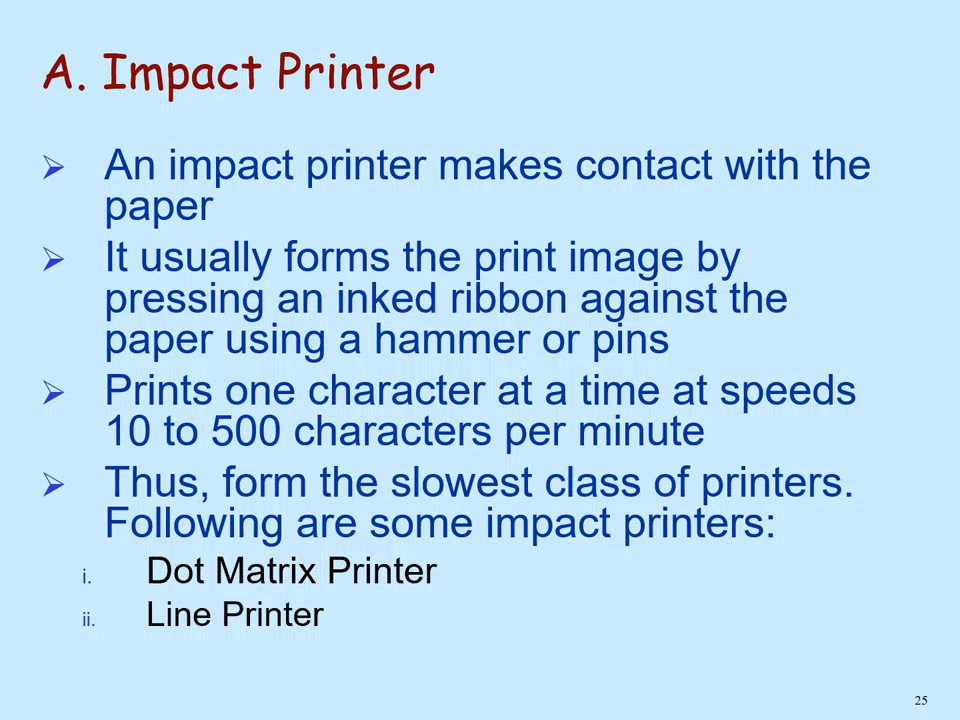 A. Impact Printer
An impact printer makes contact with the
paper
It usually forms the print image by
pressing an inked ribbon against the
paper using a hammer or pins
Prints one character at a time at speeds
10 to 500 characters per minute
Thus, form the slowest class of printers.
Following are some impact printers:
i. Dot Matrix Printer
ii. Line Printer
25